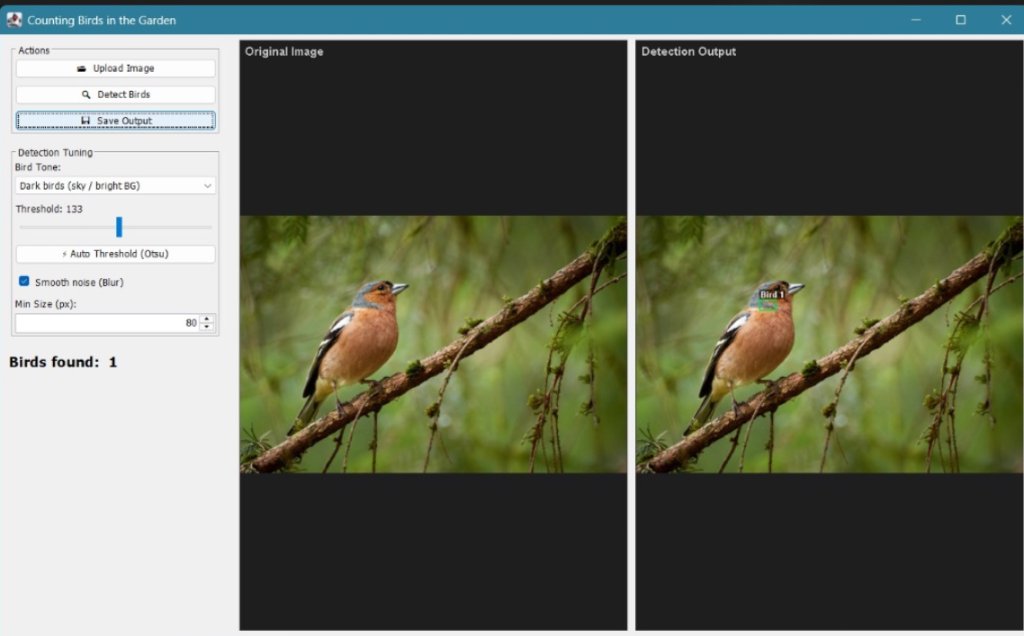 Counting Birds in the Garden
Actions
Upload Image
Detect Birds
Save Output
Detection Tuning
Bird Tone:
Dark birds (sky / bright BG)
Threshold: 133
⚡ Auto Threshold (Otsu)
Smooth noise (Blur)
Min Size (px):
80
Birds found: 1
Original Image
Detection Output
Bird 1